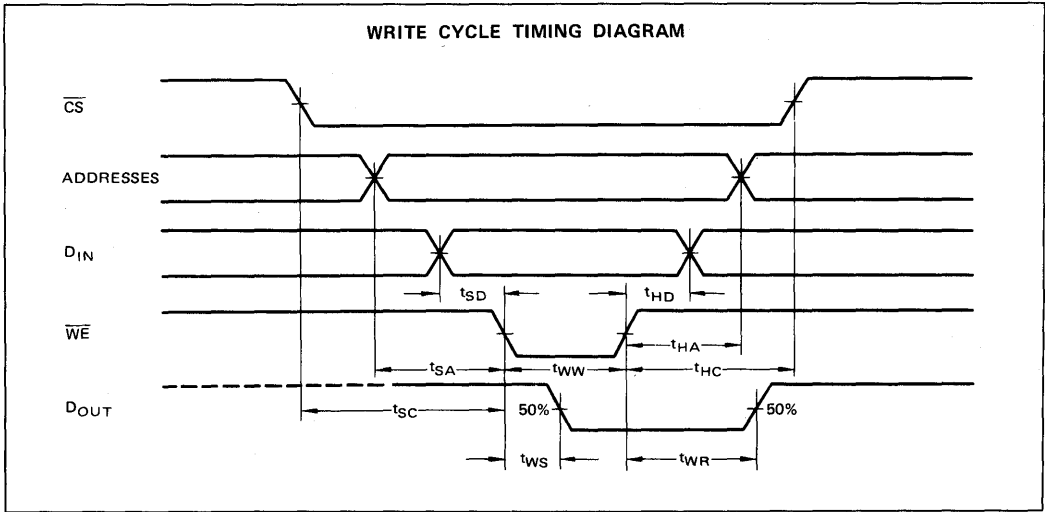 WRITE CYCLE TIMING DIAGRAM
CS
ADDRESSES
DIN
tSD
tHD
WE
tHA
tSA
tWW
tHC
DOUT
tSC
50%
50%
tWS
tWR